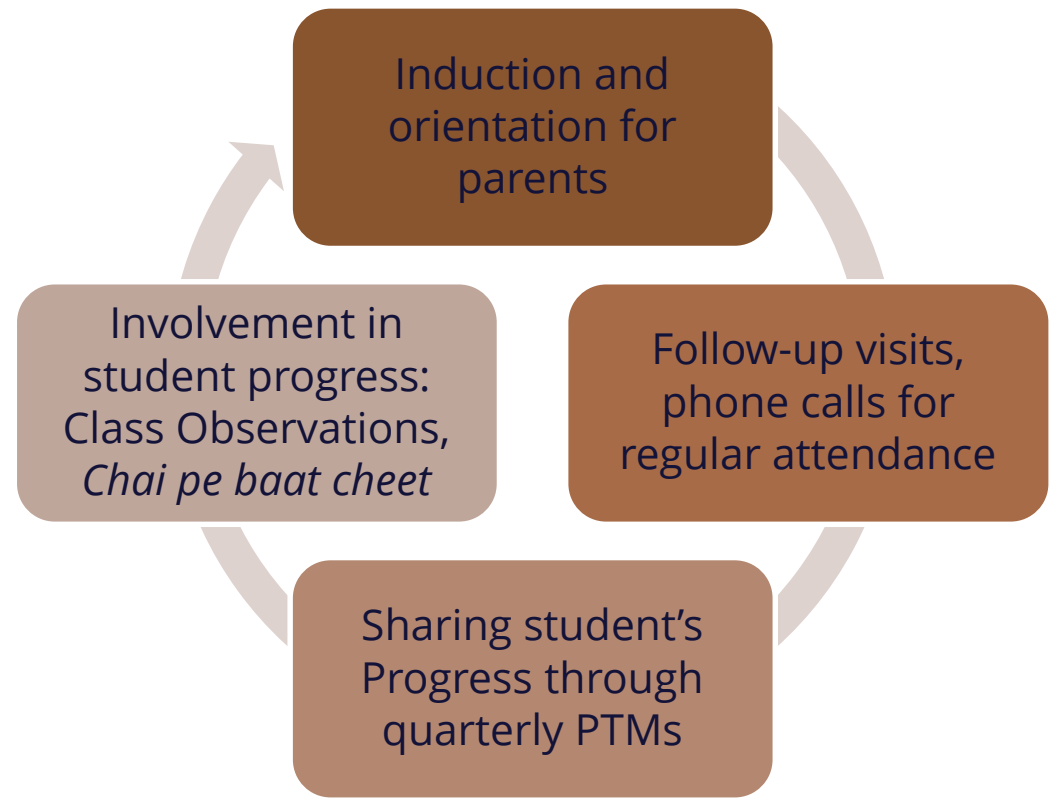 Induction and
orientation for
parents
Follow-up visits,
phone calls for
regular attendance
Sharing student’s
Progress through
quarterly PTMs
Involvement in
student progress:
Class Observations,
Chai pe baat cheet